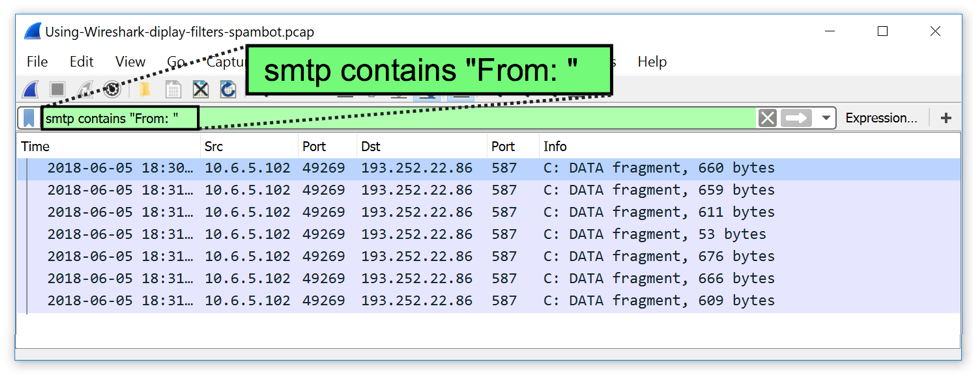 Using-Wireshark-diplay-filters-spambot.pcap
File Edit View Go Captu Help
smtp contains "From: "
smtp contains "From: " Expression... +
Time Src Port Dst Port Info
2018-06-05 18:30… 10.6.5.102 49269 193.252.22.86 587 C: DATA fragment, 660 bytes
2018-06-05 18:31… 10.6.5.102 49269 193.252.22.86 587 C: DATA fragment, 659 bytes
2018-06-05 18:31… 10.6.5.102 49269 193.252.22.86 587 C: DATA fragment, 611 bytes
2018-06-05 18:31… 10.6.5.102 49269 193.252.22.86 587 C: DATA fragment, 53 bytes
2018-06-05 18:31… 10.6.5.102 49269 193.252.22.86 587 C: DATA fragment, 676 bytes
2018-06-05 18:31… 10.6.5.102 49269 193.252.22.86 587 C: DATA fragment, 666 bytes
2018-06-05 18:31… 10.6.5.102 49269 193.252.22.86 587 C: DATA fragment, 609 bytes